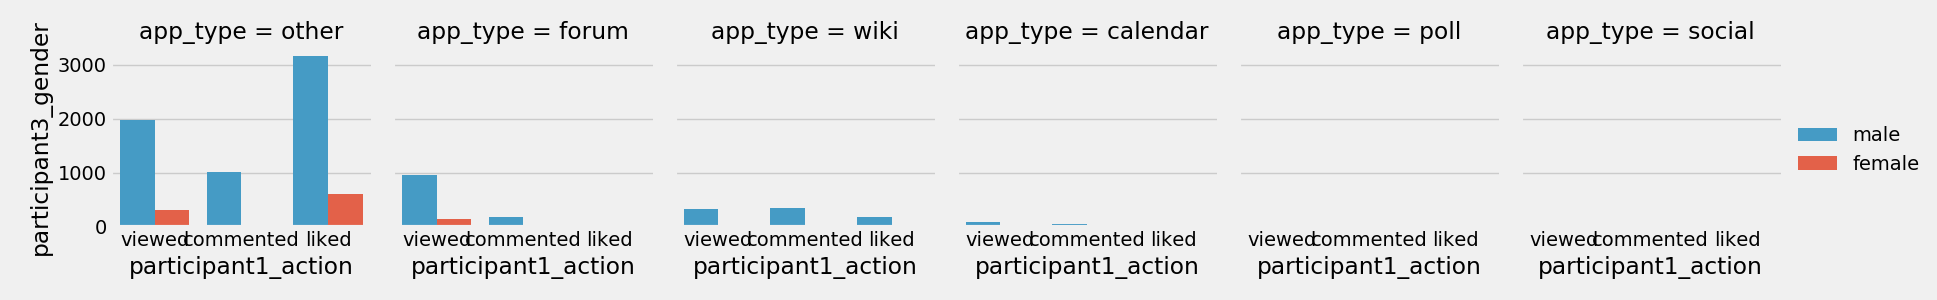 app_type = other
app_type = forum
app_type = wiki
app_type = calendar
app_type = poll
app_type = social
participant3_gender
3000
2000
1000
0
viewed commented liked
viewed commented liked
viewed commented liked
viewed commented liked
viewed commented liked
viewed commented liked
participant1_action
participant1_action
participant1_action
participant1_action
participant1_action
participant1_action
male
female